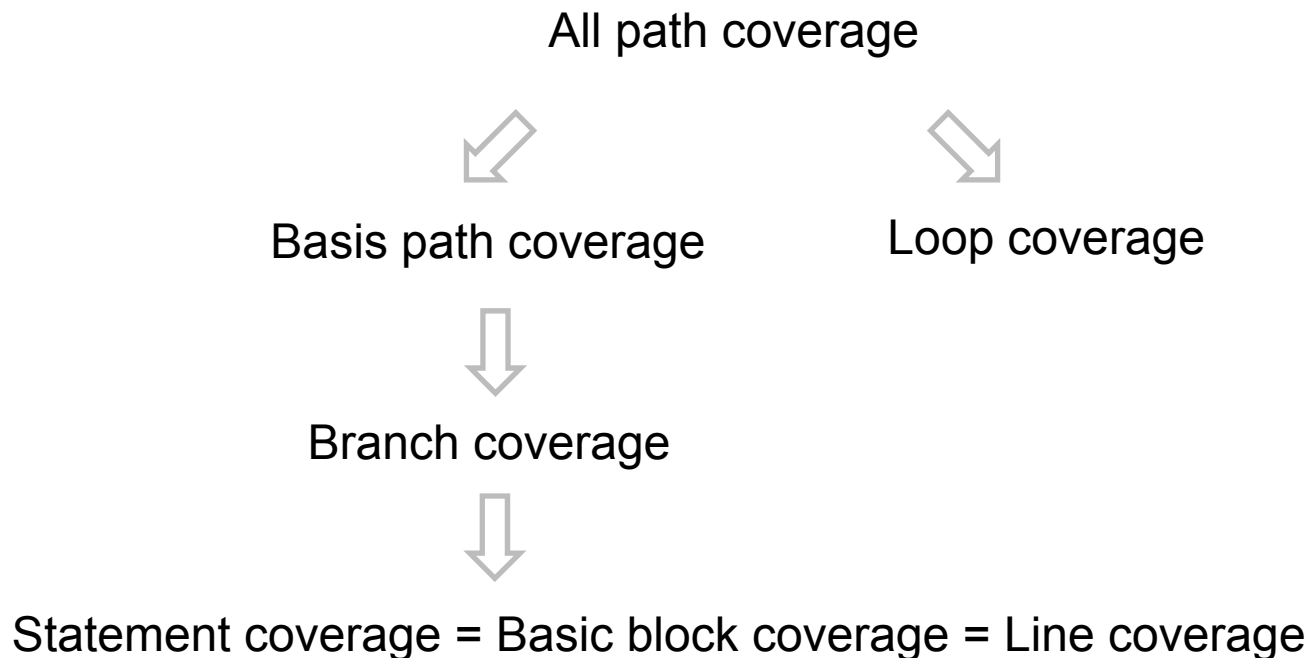 All path coverage
Basis path coverage
Loop coverage
Branch coverage
Statement coverage = Basic block coverage = Line coverage